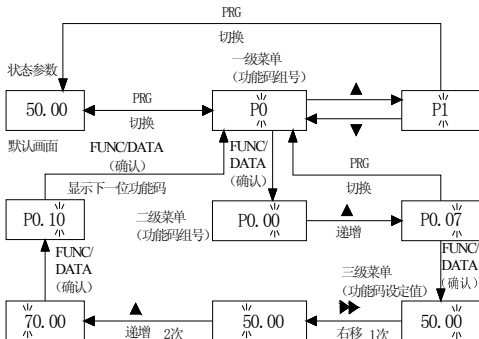 PRG
切换
状态参数
一级菜单
（功能码组号）
50.00
PRG
切换
P0
P1
默认画面
FUNC/DATA
（确认）
显示下一位功能码
FUNC/
DATA
（确认）
PRG
切换
P0.10
二级菜单
（功能码组号）
P0.00
递增
P0.07
FUNC/
DATA
（确认）
三级菜单
（功能码设定值）
FUNC/
DATA
（确认）
70.00
递增 2次
50.00
右移 1次
50.00